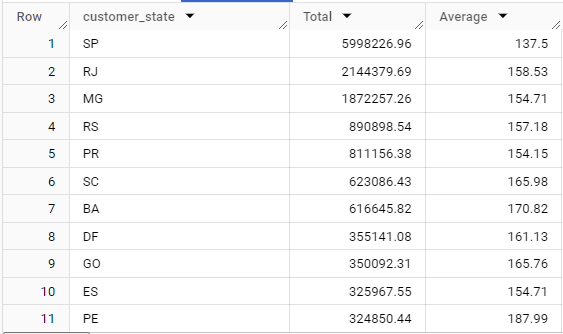 Row customer_state Total Average
1 SP 5998226.96 137.5
2 RJ 2144379.69 158.53
3 MG 1872257.26 154.71
4 RS 890898.54 157.18
5 PR 811156.38 154.15
6 SC 623086.43 165.98
7 BA 616645.82 170.82
8 DF 355141.08 161.13
9 GO 350092.31 165.76
10 ES 325967.55 154.71
11 PE 324850.44 187.99